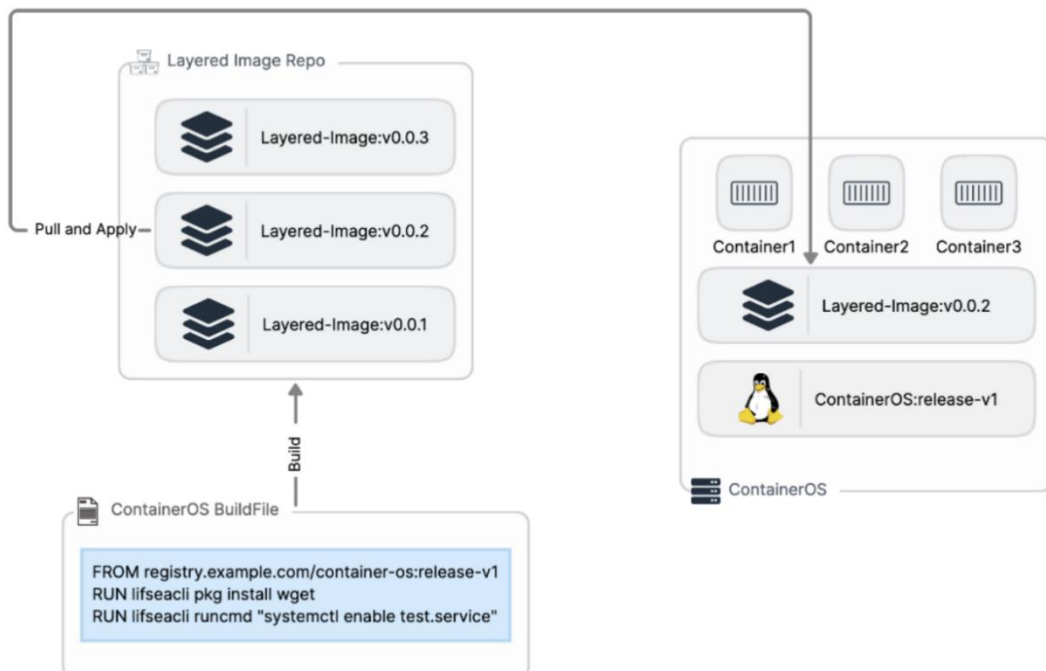 Layered Image Repo
Layered-Image:v0.0.3
Pull and Apply
Layered-Image:v0.0.2
Layered-Image:v0.0.1
Build
ContainerOS BuildFile
FROM registry.example.com/container-os:release-v1
RUN lifseacli pkg install wget
RUN lifseacli runcmd "systemctl enable test.service"
Container1
Container2
Container3
Layered-Image:v0.0.2
ContainerOS:release-v1
ContainerOS